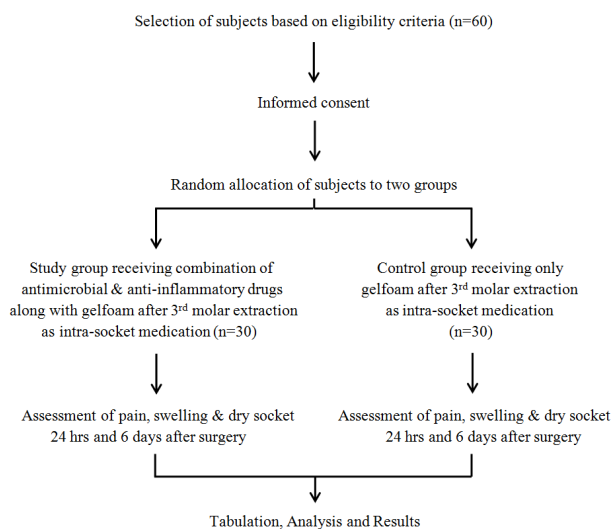 Selection of subjects based on eligibility criteria (n=60)
Informed consent
Random allocation of subjects to two groups
Study group receiving combination of
antimicrobial & anti-inflammatory drugs
along with gelfoam after 3rd molar extraction
as intra-socket medication (n=30)
Control group receiving only
gelfoam after 3rd molar extraction
as intra-socket medication
(n=30)
Assessment of pain, swelling & dry socket
24 hrs and 6 days after surgery
Assessment of pain, swelling & dry socket
24 hrs and 6 days after surgery
Tabulation, Analysis and Results